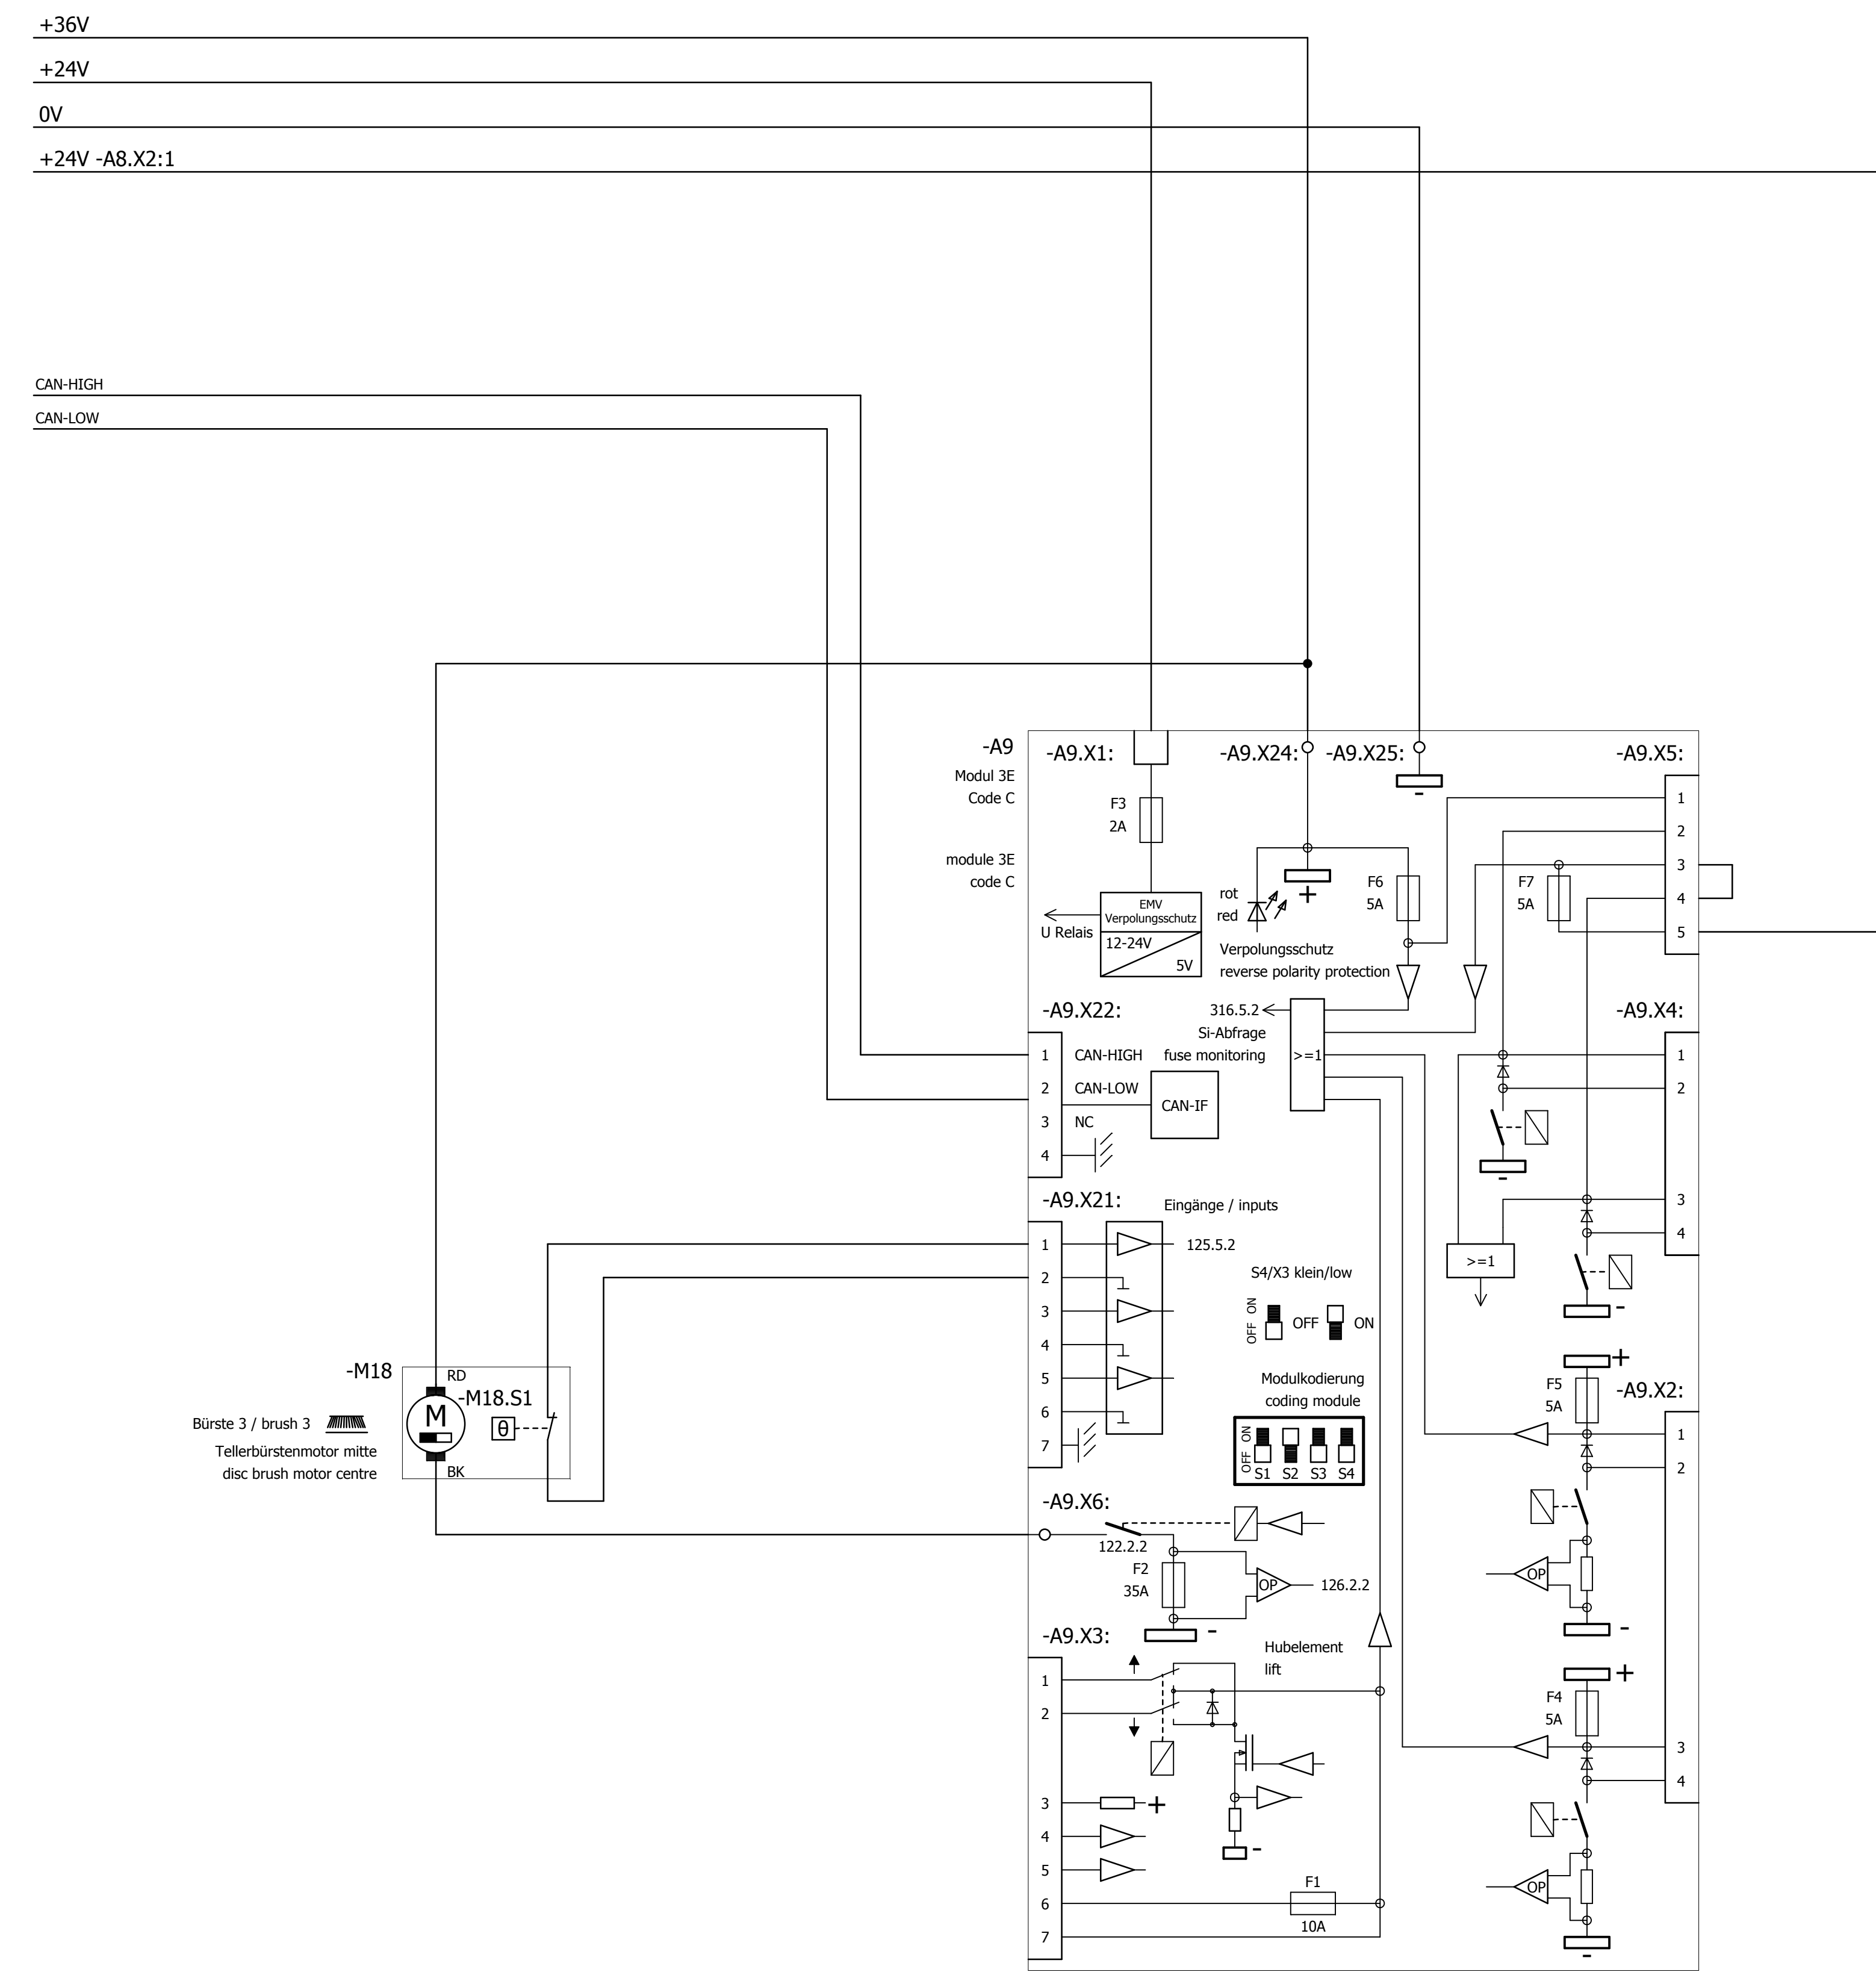 +36V
+24V
0V
+24V -A8.X2:1
CAN-HIGH
CAN-LOW
-A9
Modul 3E
Code C
module 3E
code C
-A9.X1:
-A9.X24:
-A9.X25:
-A9.X5:
-
F3
2A
1
2
3
4
5
EMV
Verpolungsschutz
12-24V
5V
U Relais
rot
red
+
F6
5A
F7
5A
Verpolungsschutz
reverse polarity protection
-A9.X22:
316.5.2
Si-Abfrage
fuse monitoring
>=1
-A9.X4:
1
CAN-HIGH
2
CAN-LOW
CAN-IF
3
NC
4
1
2
-
3
4
>=1
-
-A9.X21:
Eingänge / inputs
1
125.5.2
2
3
4
5
6
7
S4/X3 klein/low
OFF ON
OFF
ON
Modulkodierung
coding module
OFF ON
S1 S2 S3 S4
+
F5
5A
-A9.X2:
1
2
OP
-
+
F4
5A
3
4
OP
-
-M18
RD
-M18.S1
M
θ
Bürste 3 / brush 3
Tellerbürstenmotor mitte
disc brush motor centre
BK
-A9.X6:
122.2.2
F2
35A
OP
126.2.2
-
-A9.X3:
Hubelement
lift
1
2
3
+
4
5
-
6
F1
10A
7